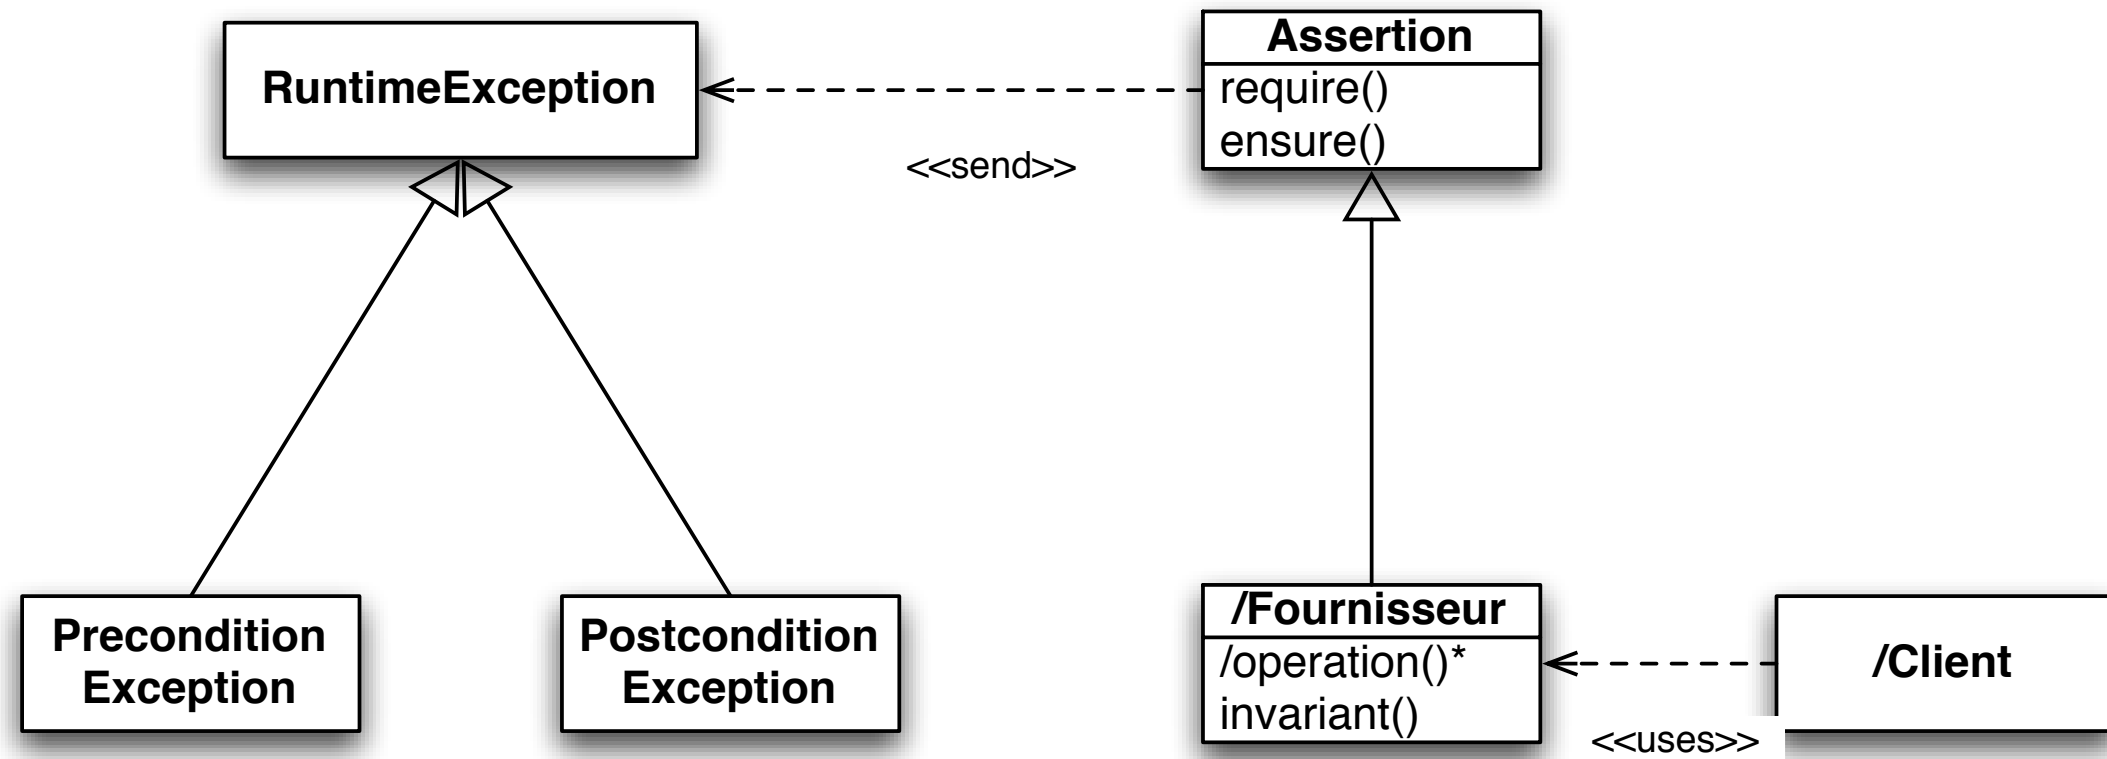 RuntimeException
Assertion
require()
ensure()
<<send>>
Precondition
Exception
Postcondition
Exception
/Fournisseur
/operation()*
invariant()
<<uses>>
/Client